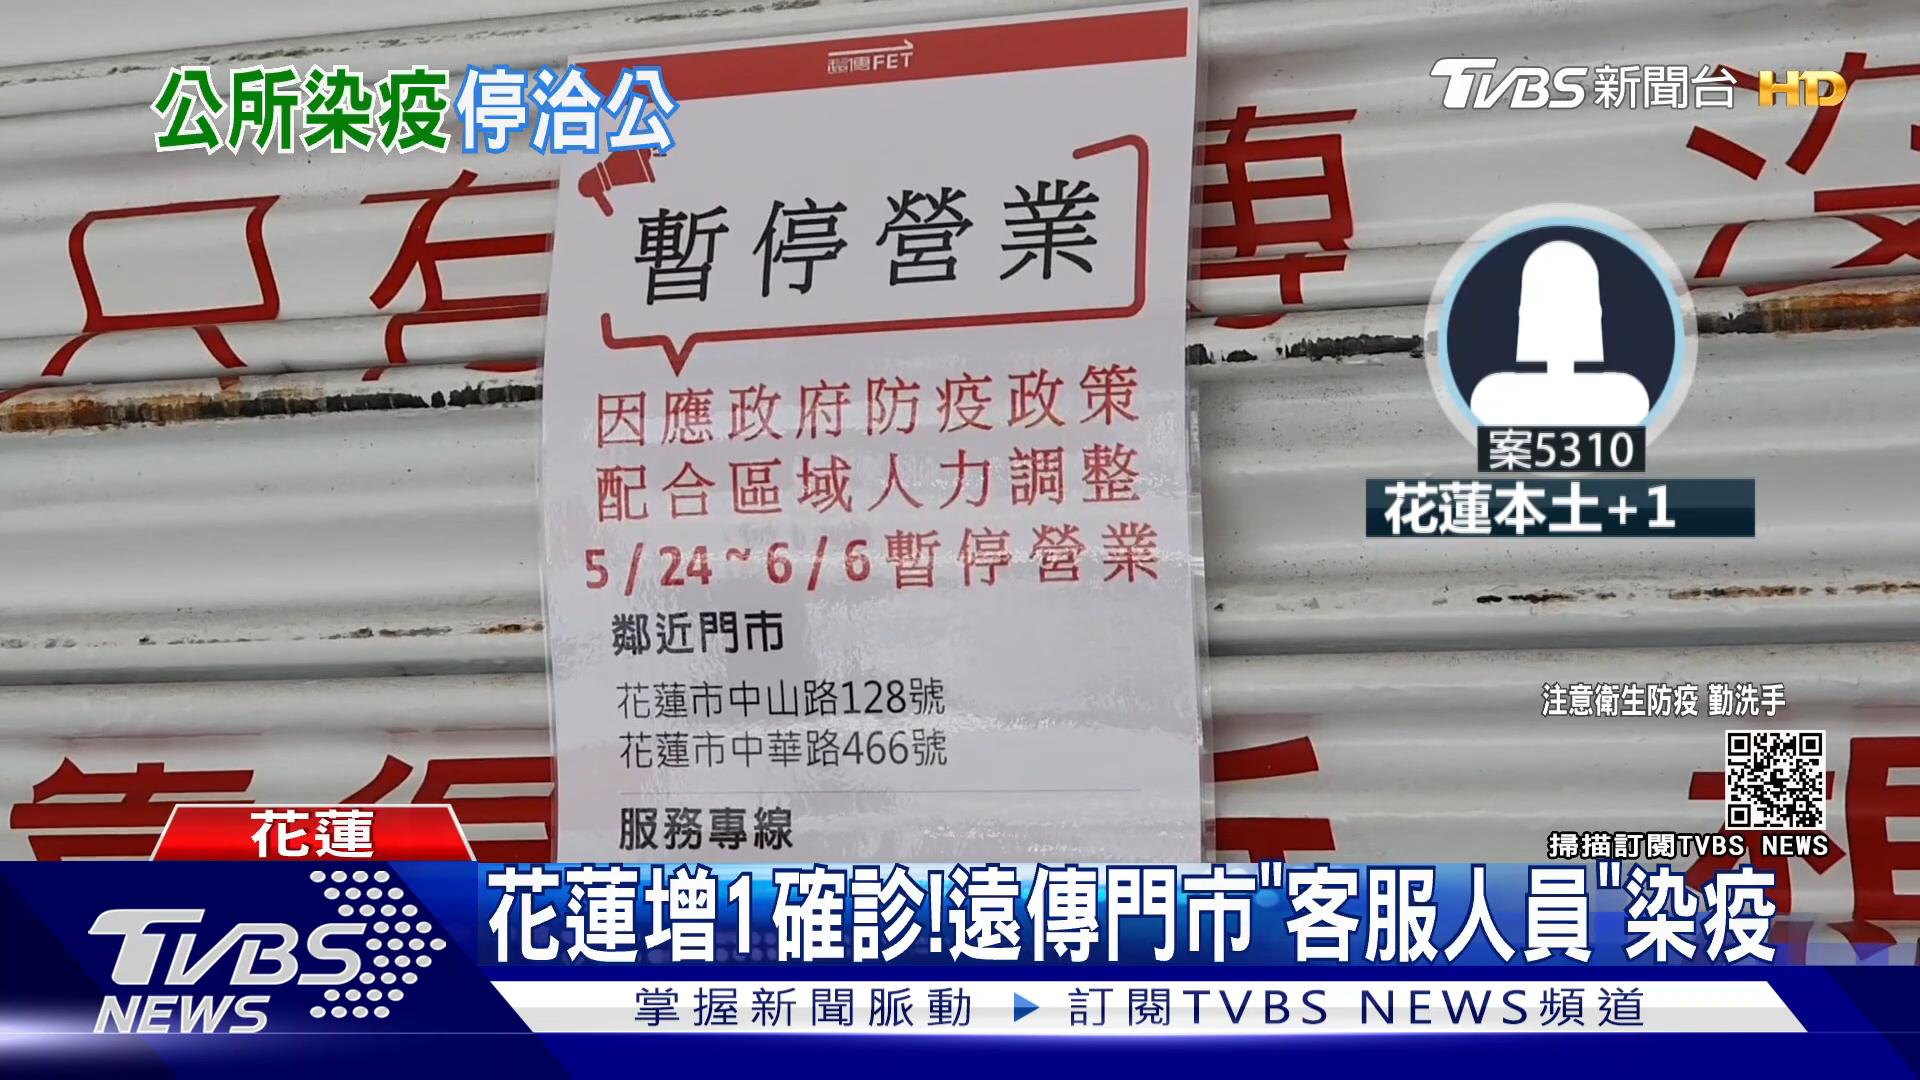 公所染疫 停洽公
TVBS新聞台 HD
遠傳FET
暫停營業
因應政府防疫政策
配合區域人力調整
5/24~6/6暫停營業
鄰近門市
花蓮市中山路128號
花蓮市中華路466號
服務專線
只有
案5310
花蓮本土+1
注意衛生防疫 勤洗手
掃描訂閱TVBS NEWS
花蓮
花蓮增1確診!遠傳門市"客服人員"染疫
TVBS
NEWS
掌握新聞脈動 ▶ 訂閱TVBS NEWS頻道